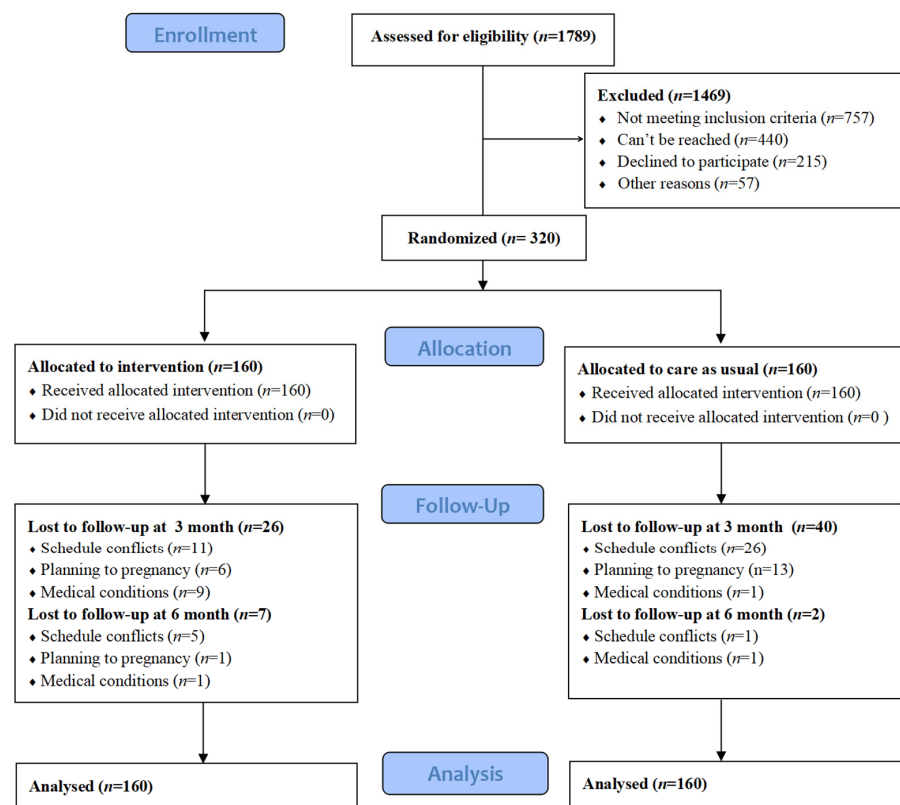 Enrollment
Assessed for eligibility (n=1789)
Excluded (n=1469)
♦ Not meeting inclusion criteria (n=757)
♦ Can't be reached (n=440)
♦ Declined to participate (n=215)
♦ Other reasons (n=57)
Randomized (n= 320)
Allocation
Allocated to intervention (n=160)
♦ Received allocated intervention (n=160)
♦ Did not receive allocated intervention (n=0)
Allocated to care as usual (n=160)
♦ Received allocated intervention (n=160)
♦ Did not receive allocated intervention (n=0 )
Follow-Up
Lost to follow-up at 3 month (n=26)
♦ Schedule conflicts (n=11)
♦ Planning to pregnancy (n=6)
♦ Medical conditions (n=9)
Lost to follow-up at 6 month (n=7)
♦ Schedule conflicts (n=5)
♦ Planning to pregnancy (n=1)
♦ Medical conditions (n=1)
Lost to follow-up at 3 month (n=40)
♦ Schedule conflicts (n=26)
♦ Planning to pregnancy (n=13)
♦ Medical conditions (n=1)
Lost to follow-up at 6 month (n=2)
♦ Schedule conflicts (n=1)
♦ Medical conditions (n=1)
Analysis
Analysed (n=160)
Analysed (n=160)